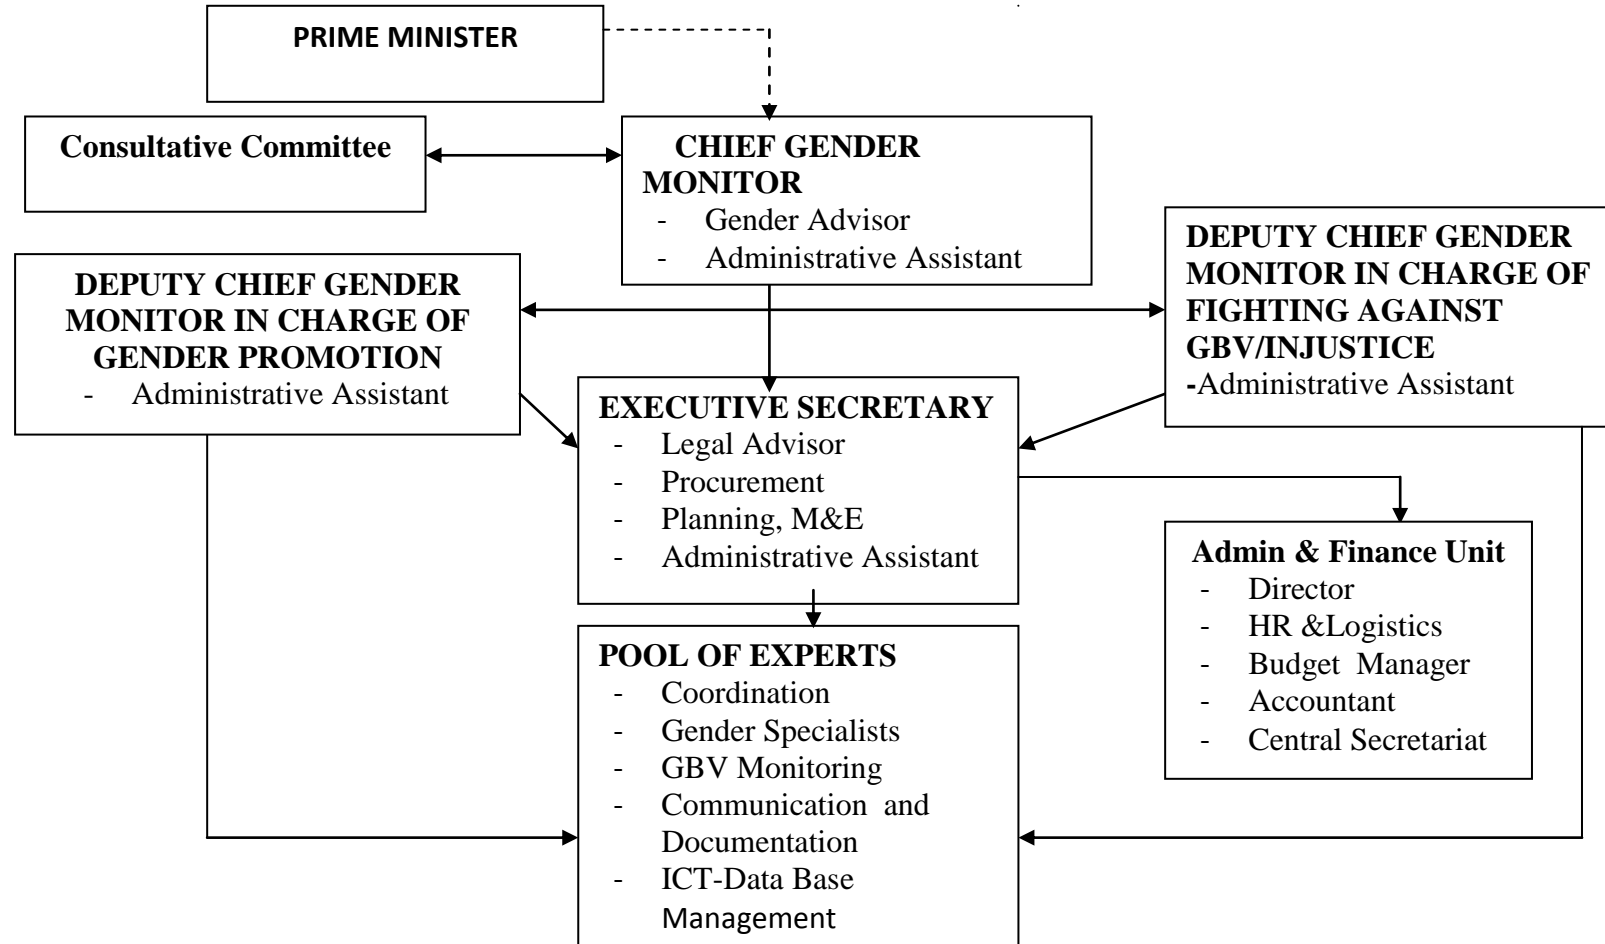 PRIME MINISTER
Consultative Committee
CHIEF GENDER
MONITOR
- Gender Advisor
- Administrative Assistant
DEPUTY CHIEF GENDER
MONITOR IN CHARGE OF
GENDER PROMOTION
- Administrative Assistant
DEPUTY CHIEF GENDER
MONITOR IN CHARGE OF
FIGHTING AGAINST
GBV/INJUSTICE
-Administrative Assistant
EXECUTIVE SECRETARY
- Legal Advisor
- Procurement
- Planning, M&E
- Administrative Assistant
Admin & Finance Unit
- Director
- HR &Logistics
- Budget Manager
- Accountant
- Central Secretariat
POOL OF EXPERTS
- Coordination
- Gender Specialists
- GBV Monitoring
- Communication and
Documentation
- ICT-Data Base
Management